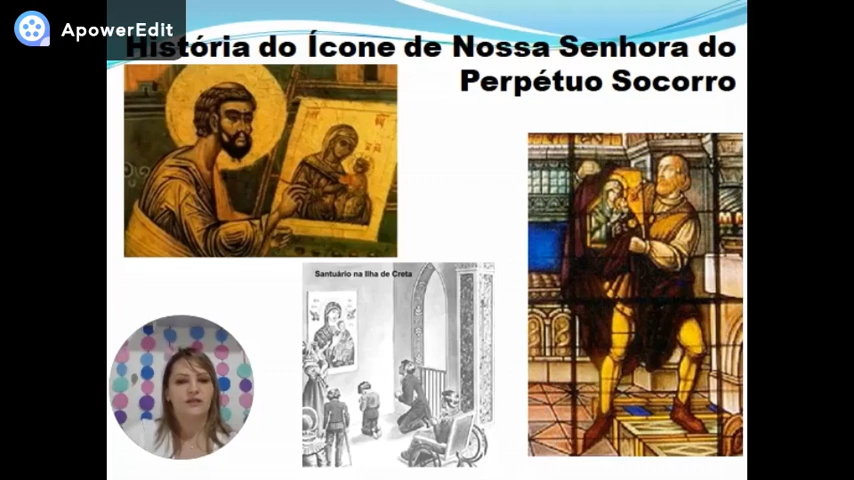 ApowerEdit
História do Ícone de Nossa Senhora do
Perpétuo Socorro
Santuário na Ilha de Creta